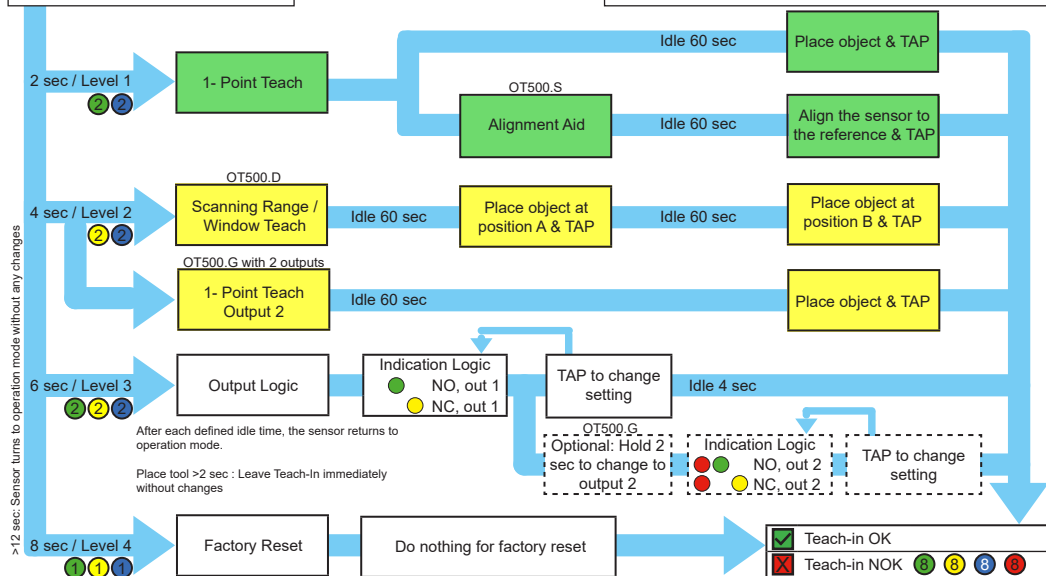 Idle 60 sec
Place object & TAP
2 sec / Level 1
2 2
1- Point Teach
OT500.S
Alignment Aid
Idle 60 sec
Align the sensor to
the reference & TAP
4 sec / Level 2
2 2
OT500.D
Scanning Range /
Window Teach
Idle 60 sec
Place object at
position A & TAP
Idle 60 sec
Place object at
position B & TAP
OT500.G with 2 outputs
1- Point Teach
Output 2
Idle 60 sec
Place object & TAP
>12 sec: Sensor turns to operation mode without any changes
6 sec / Level 3
2 2 2
Output Logic
Indication Logic
NO, out 1
NC, out 1
TAP to change
setting
Idle 4 sec
After each defined idle time, the sensor returns to
operation mode.
Place tool >2 sec : Leave Teach-In immediately
without changes
OT500.G
Optional: Hold 2
sec to change to
output 2
Indication Logic
NO, out 2
NC, out 2
TAP to change
setting
8 sec / Level 4
1 1 1
Factory Reset
Do nothing for factory reset
Teach-in OK
X Teach-in NOK 8 8 8 8